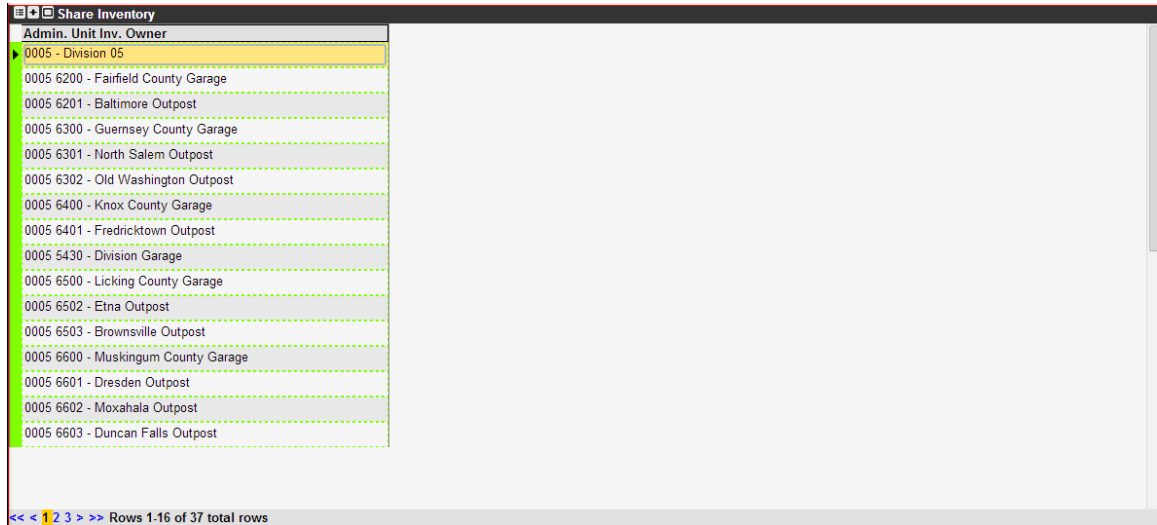 Share Inventory
Admin. Unit Inv. Owner
0005 - Division 05
0005 6200 - Fairfield County Garage
0005 6201 - Baltimore Outpost
0005 6300 - Guernsey County Garage
0005 6301 - North Salem Outpost
0005 6302 - Old Washington Outpost
0005 6400 - Knox County Garage
0005 6401 - Fredricktown Outpost
0005 5430 - Division Garage
0005 6500 - Licking County Garage
0005 6502 - Etna Outpost
0005 6503 - Brownsville Outpost
0005 6600 - Muskingum County Garage
0005 6601 - Dresden Outpost
0005 6602 - Moxahala Outpost
0005 6603 - Duncan Falls Outpost
<< < 1 2 3 > >> Rows 1-16 of 37 total rows